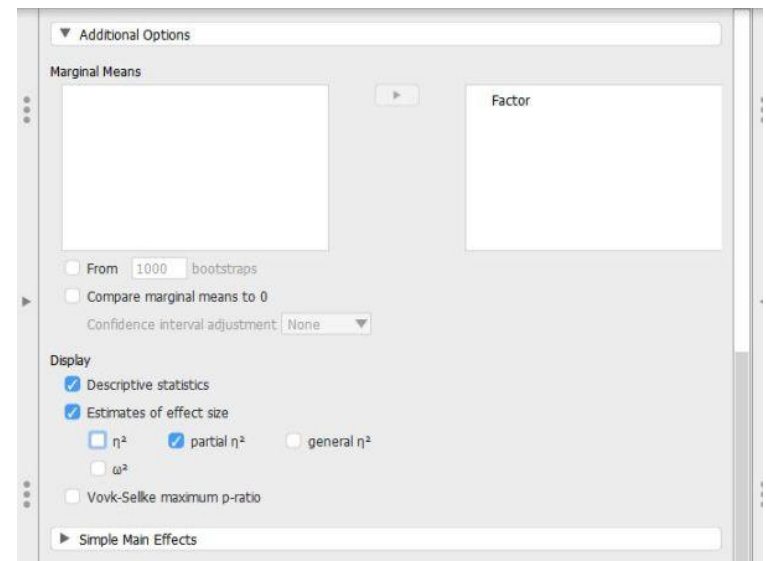 Additional Options
Marginal Means
Factor
From 1000 bootstraps
Compare marginal means to 0
Confidence interval adjustment None
Display
Descriptive statistics
Estimates of effect size
η² partial η² general η²
ω²
Vovk-Sellke maximum p-ratio
Simple Main Effects